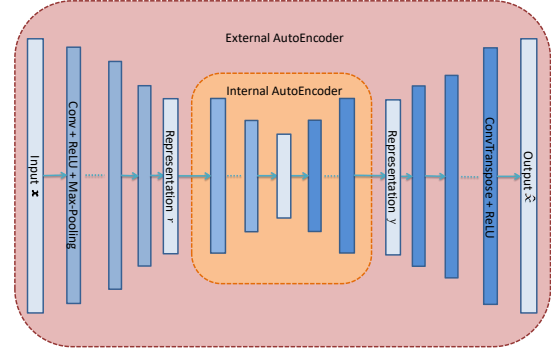 External AutoEncoder
Internal AutoEncoder
Input x
Conv + ReLU + Max-Pooling
Representation r
Representation y
ConvTranspose + ReLU
Output x̂